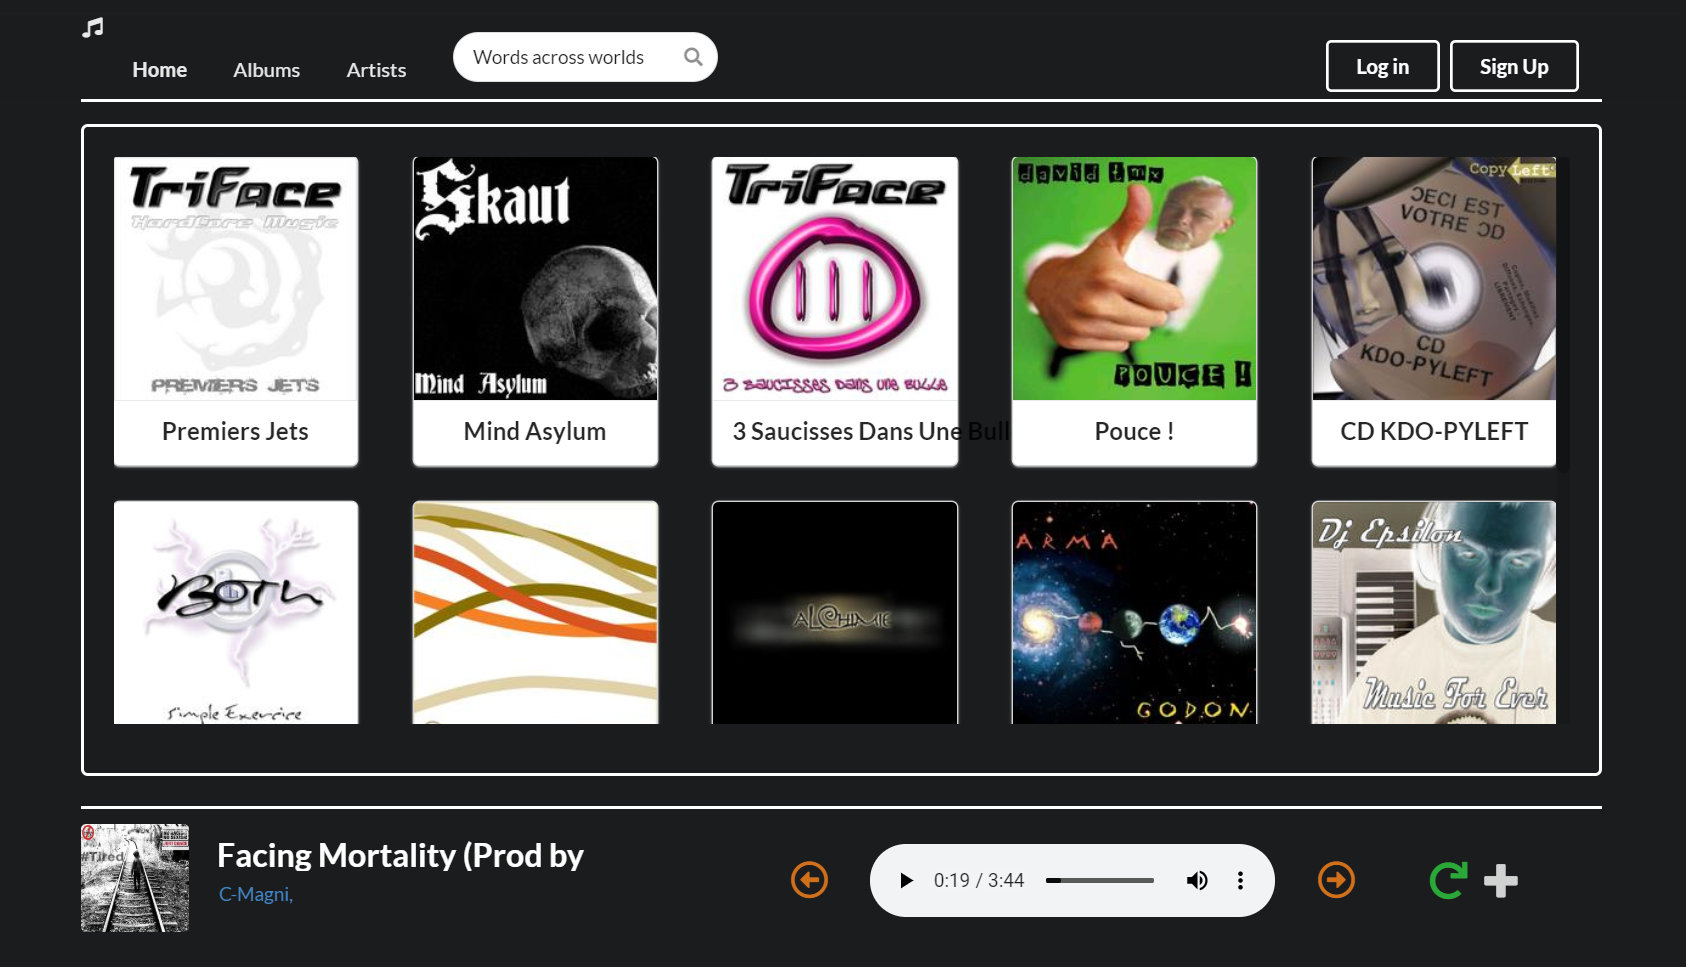 Home Albums Artists Words across worlds Log in Sign Up
TriFace
HardCore Music
PREMIERS JETS
Premiers Jets
Skaut
Mind Asylum
Mind Asylum
TriFace
3 SAUCISSES DANS UNE BULLE
3 Saucisses Dans Une Bull
david tmx
POUCE !
Pouce !
Copy Left
CECI EST
VOTRE CD
CD
KDO-PYLEFT
CD KDO-PYLEFT
BOTH
Simple Exercice
ALCHIMIE
ARMA
GODON
Dj Epsilon
Music For Ever
#Tired
Facing Mortality (Prod by
C-Magni,
0:19 / 3:44